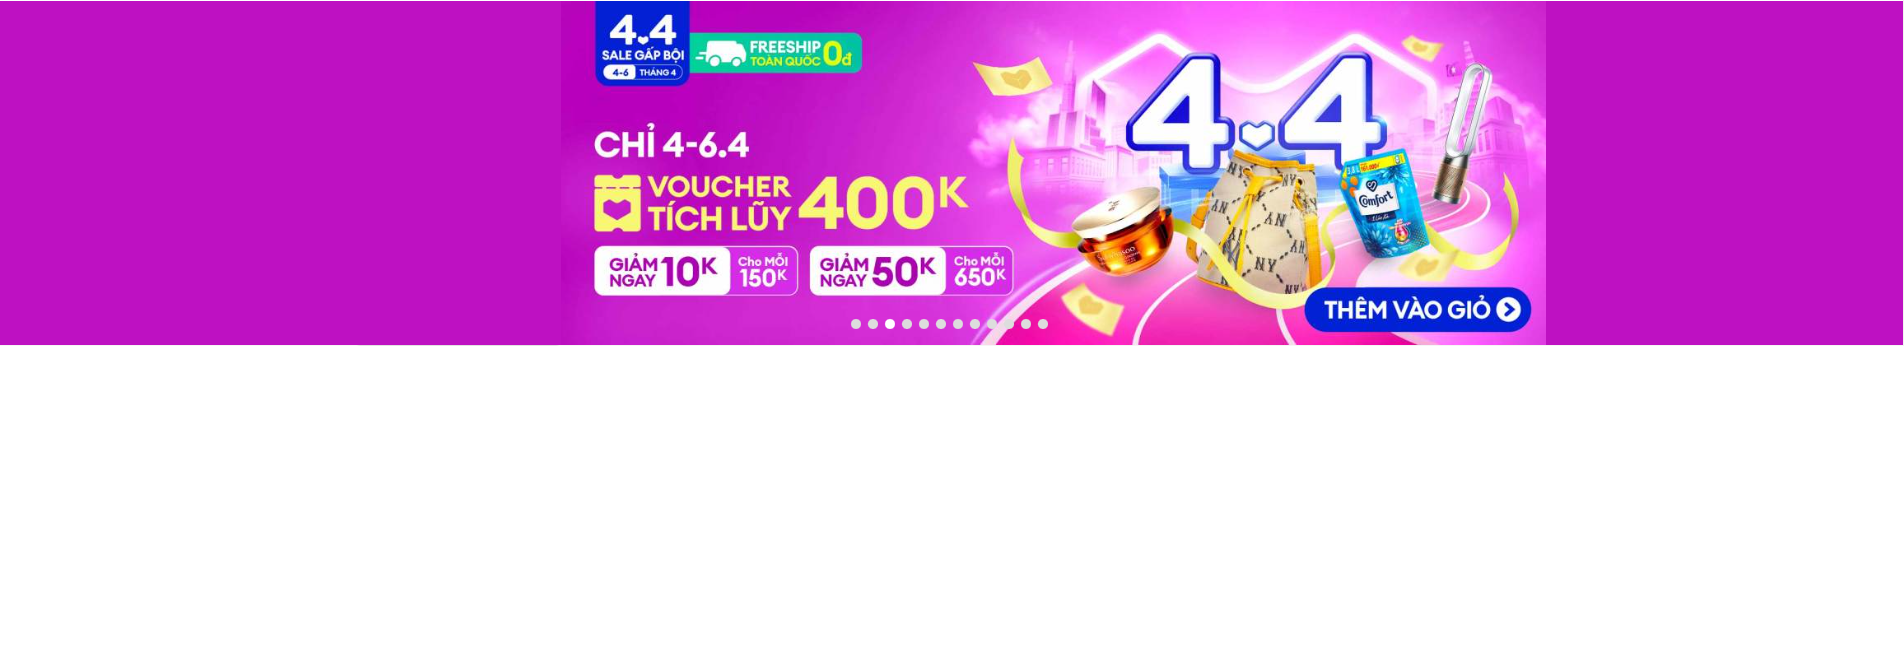 4.4
SALE GẤP BỘI
4-6 THÁNG 4
FREESHIP
TOÀN QUỐC 0đ
CHỈ 4-6.4
VOUCHER
TÍCH LŨY 400K
GIẢM NGAY 10K Cho MỖI 150K
GIẢM NGAY 50K Cho MỖI 650K
4.4
Comfort
NY
THÊM VÀO GIỎ